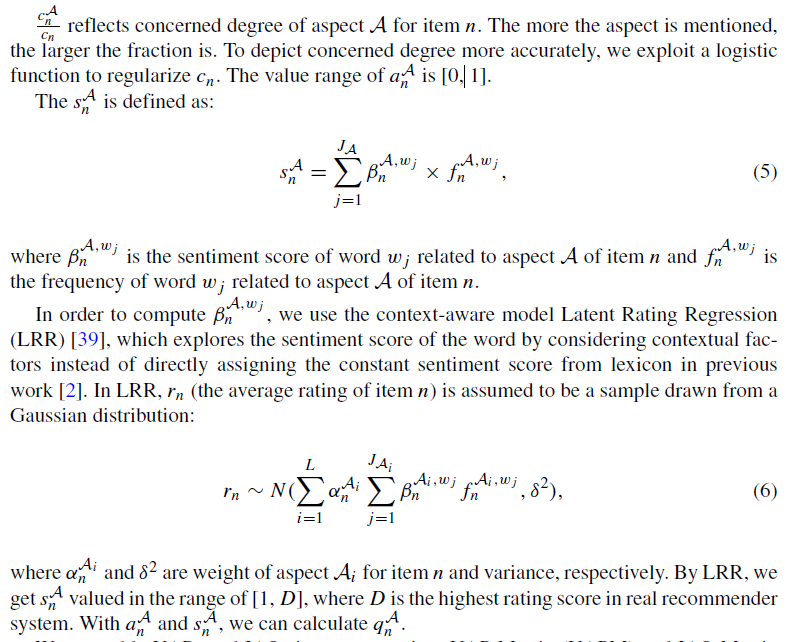 $\frac{c_n^{\mathcal{A}}}{c_n}$ reflects concerned degree of aspect $\mathcal{A}$ for item n. The more the aspect is mentioned,
the larger the fraction is. To depict concerned degree more accurately, we exploit a logistic
function to regularize $c_n$. The value range of $a_n^{\mathcal{A}}$ is [0, 1].
The $s_n^{\mathcal{A}}$ is defined as:
$s_n^{\mathcal{A}} = \sum_{j=1}^{J_{\mathcal{A}}} \beta_n^{\mathcal{A},w_j} \times f_n^{\mathcal{A},w_j},$ (5)
where $\beta_n^{\mathcal{A},w_j}$ is the sentiment score of word $w_j$ related to aspect $\mathcal{A}$ of item n and $f_n^{\mathcal{A},w_j}$ is
the frequency of word $w_j$ related to aspect $\mathcal{A}$ of item n.
In order to compute $\beta_n^{\mathcal{A},w_j}$, we use the context-aware model Latent Rating Regression
(LRR) [39], which explores the sentiment score of the word by considering contextual fac-
tors instead of directly assigning the constant sentiment score from lexicon in previous
work [2]. In LRR, $r_n$ (the average rating of item n) is assumed to be a sample drawn from a
Gaussian distribution:
$r_n \sim N(\sum_{i=1}^{L} \alpha_n^{\mathcal{A}_i} \sum_{j=1}^{J_{\mathcal{A}_i}} \beta_n^{\mathcal{A}_i,w_j} f_n^{\mathcal{A}_i,w_j}, \delta^2),$ (6)
where $\alpha_n^{\mathcal{A}_i}$ and $\delta^2$ are weight of aspect $\mathcal{A}_i$ for item n and variance, respectively. By LRR, we
get $s_n^{\mathcal{A}}$ valued in the range of [1, D], where D is the highest rating score in real recommender
system. With $a_n^{\mathcal{A}}$ and $s_n^{\mathcal{A}}$, we can calculate $q_n^{\mathcal{A}}$.